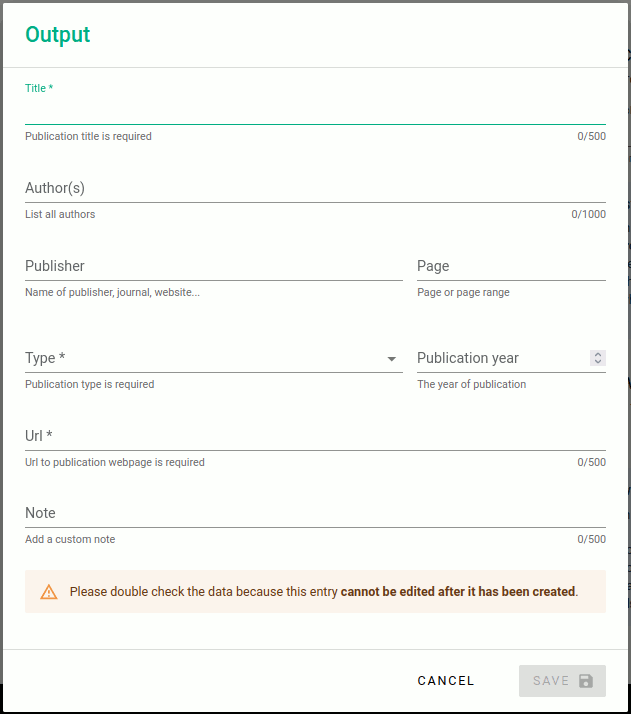 Output
Title *
Publication title is required 0/500
Author(s)
List all authors 0/1000
Publisher Page
Name of publisher, journal, website... Page or page range
Type * Publication year
Publication type is required The year of publication
Url *
Url to publication webpage is required 0/500
Note
Add a custom note 0/500
Please double check the data because this entry cannot be edited after it has been created.
CANCEL SAVE